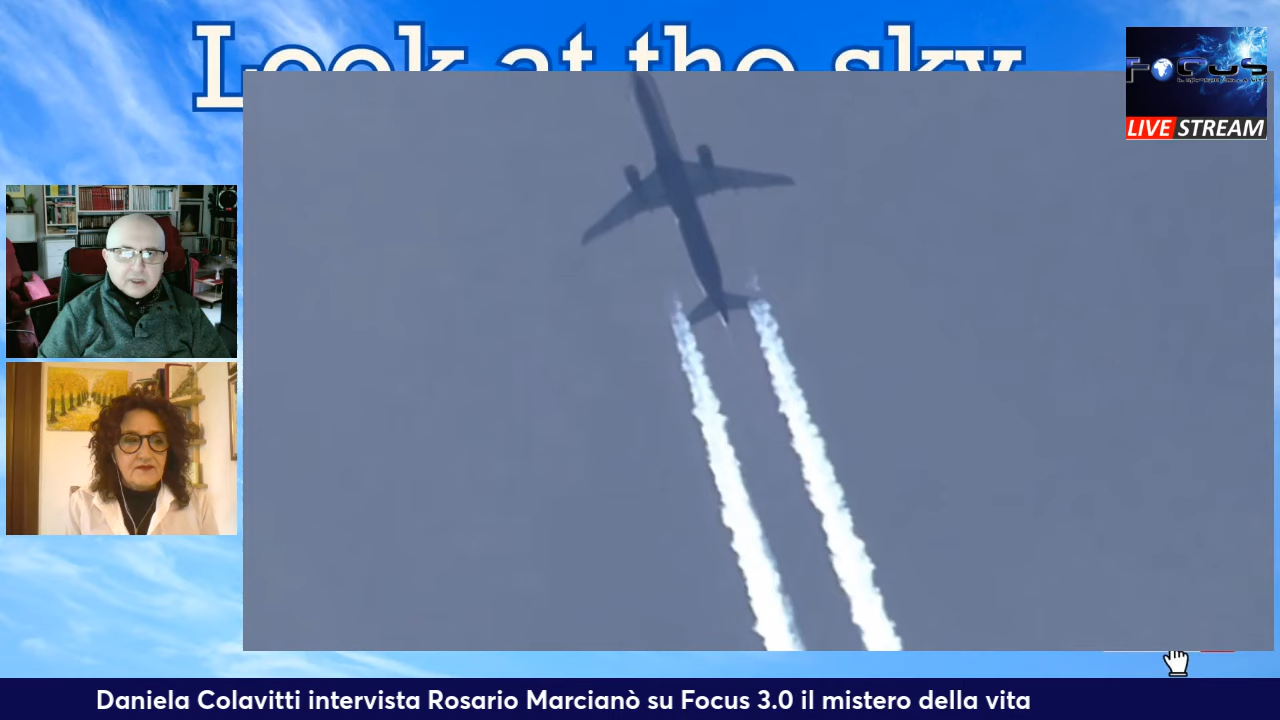 Look at the sky
FOCUS
LIVE STREAM
Daniela Colavitti intervista Rosario Marcianò su Focus 3.0 il mistero della vita